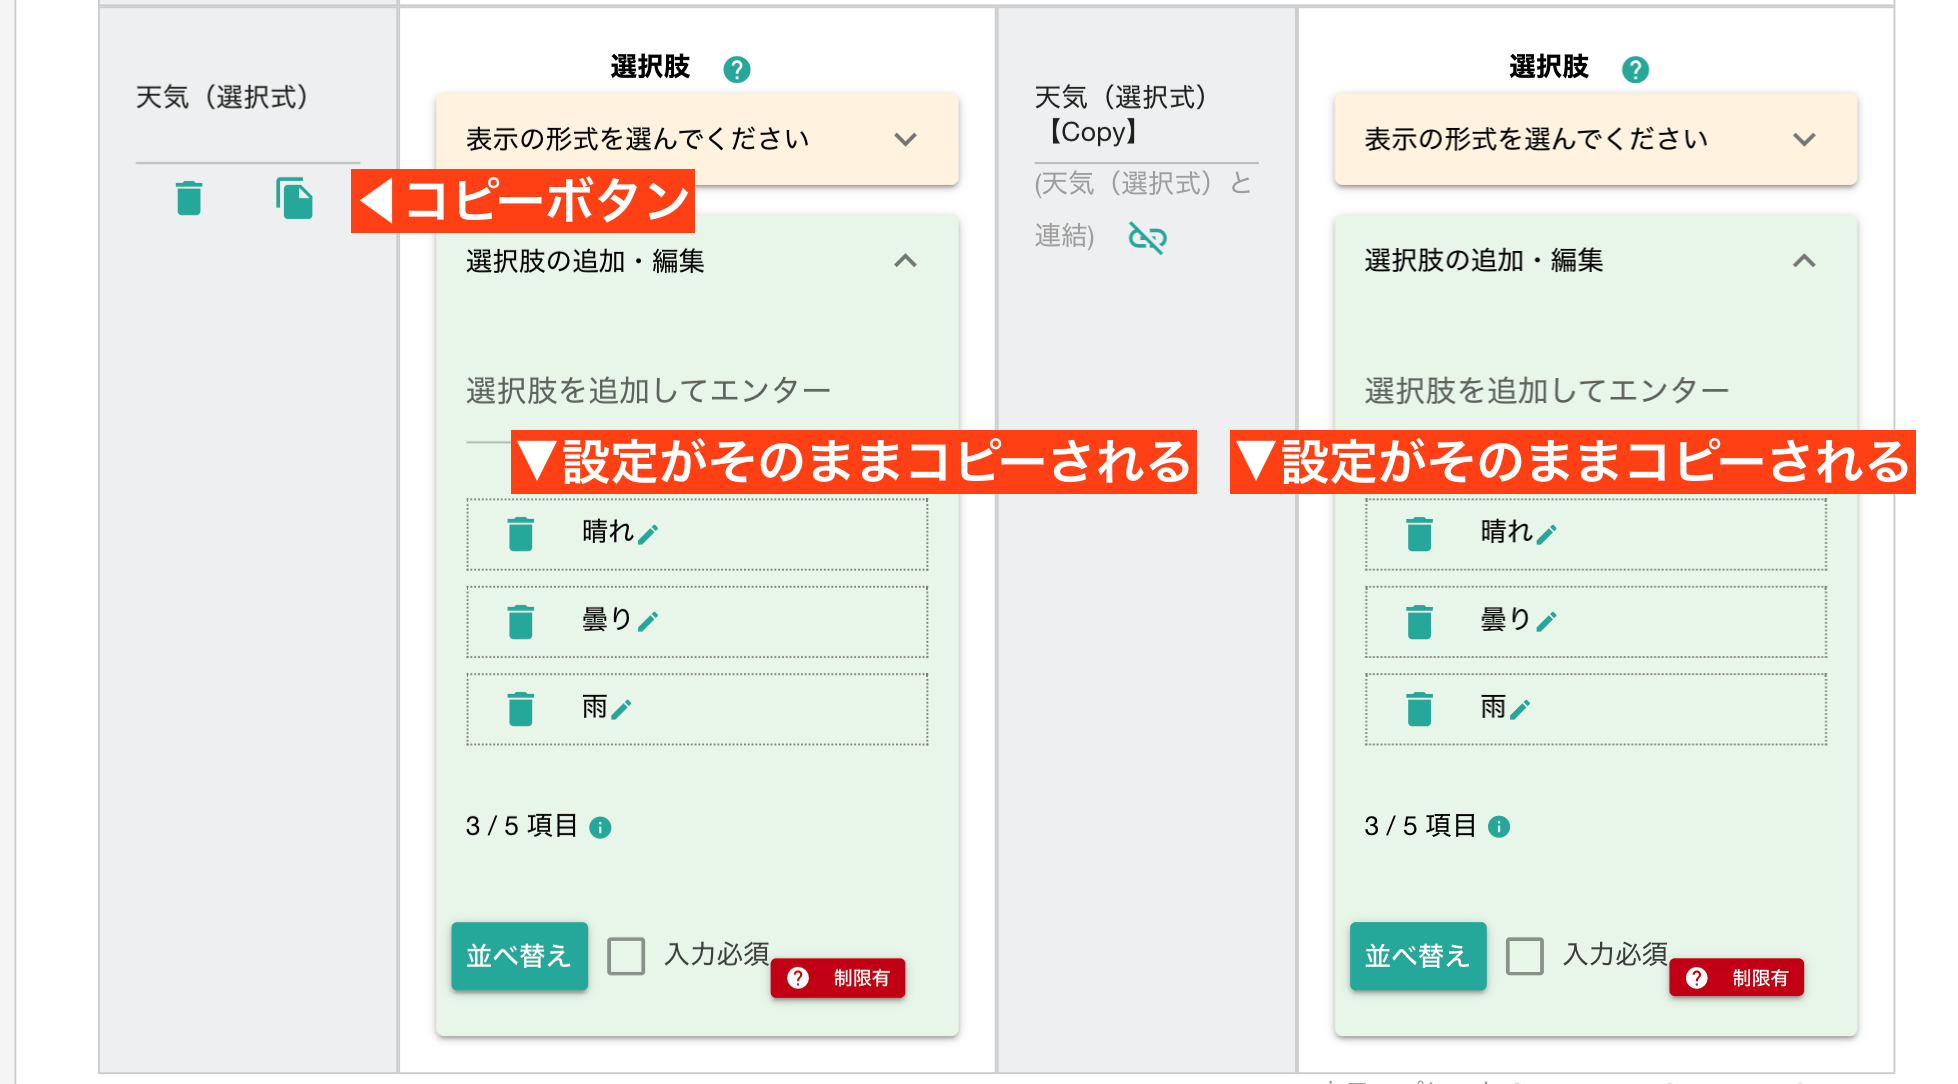 天気（選択式）
◀コピーボタン
選択肢
表示の形式を選んでください
選択肢の追加・編集
選択肢を追加してエンター
▼設定がそのままコピーされる
晴れ
曇り
雨
3 / 5 項目
並べ替え
入力必須
制限有
天気（選択式）
【Copy】
(天気（選択式）と
連結)
選択肢
表示の形式を選んでください
選択肢の追加・編集
選択肢を追加してエンター
▼設定がそのままコピーされる
晴れ
曇り
雨
3 / 5 項目
並べ替え
入力必須
制限有